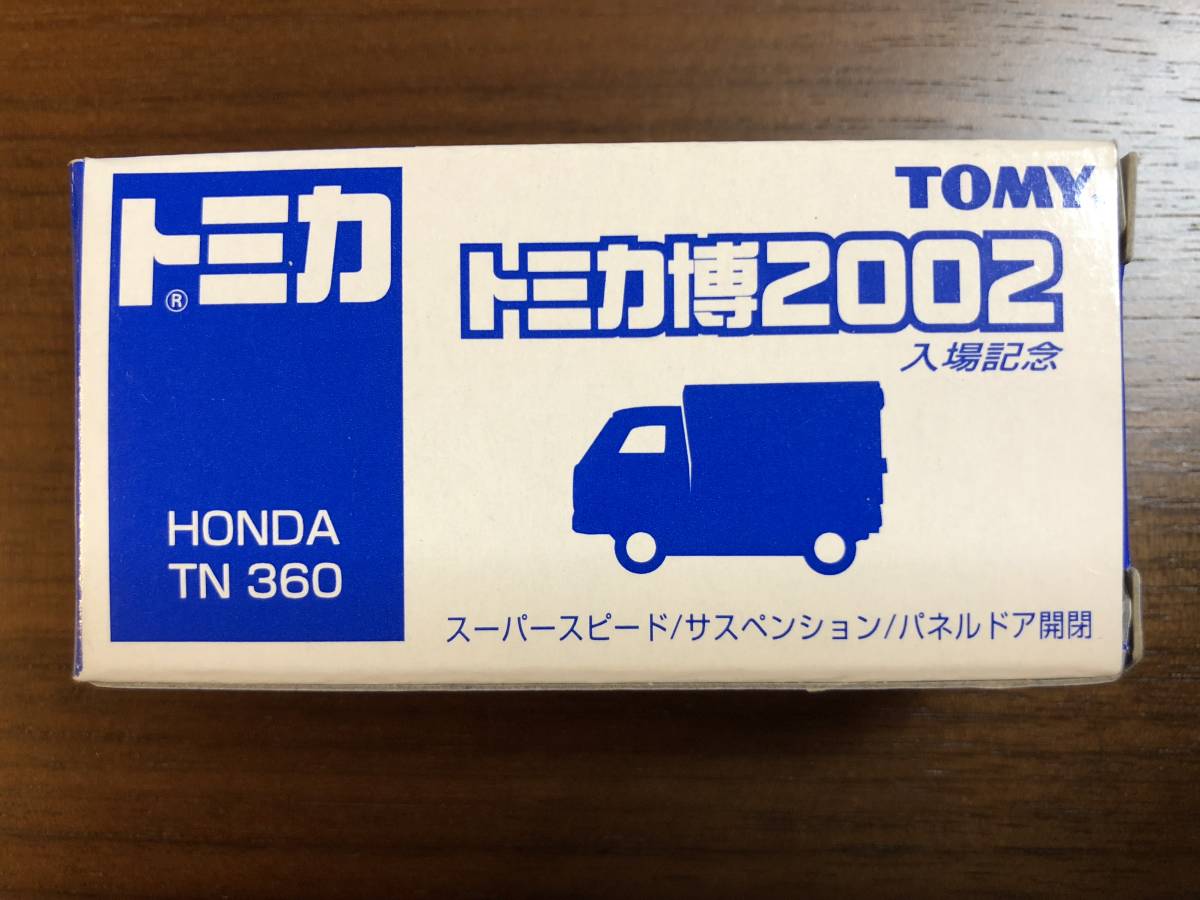 トミカ
®
HONDA
TN 360
TOMY
トミカ博2002
入場記念
スーパースピード/サスペンション/パネルドア開閉